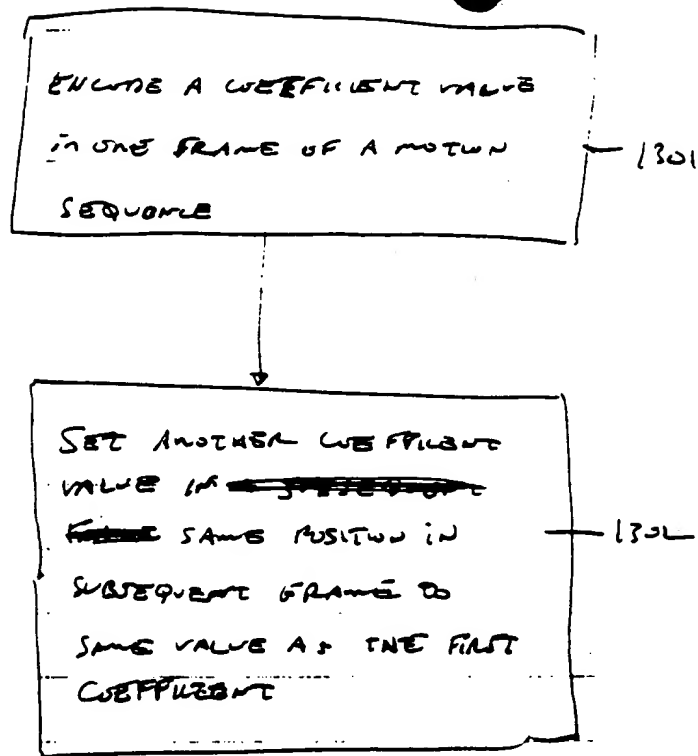 ENCODE A COEFFICIENT VALUE
in ONE FRAME OF A MOTION
SEQUENCE
1301
SET ANOTHER COEFFICIENT
VALUE IN
SAME POSITION IN
1302
SUBSEQUENT FRAME TO
SAME VALUE AS THE FIRST
COEFFICIENT